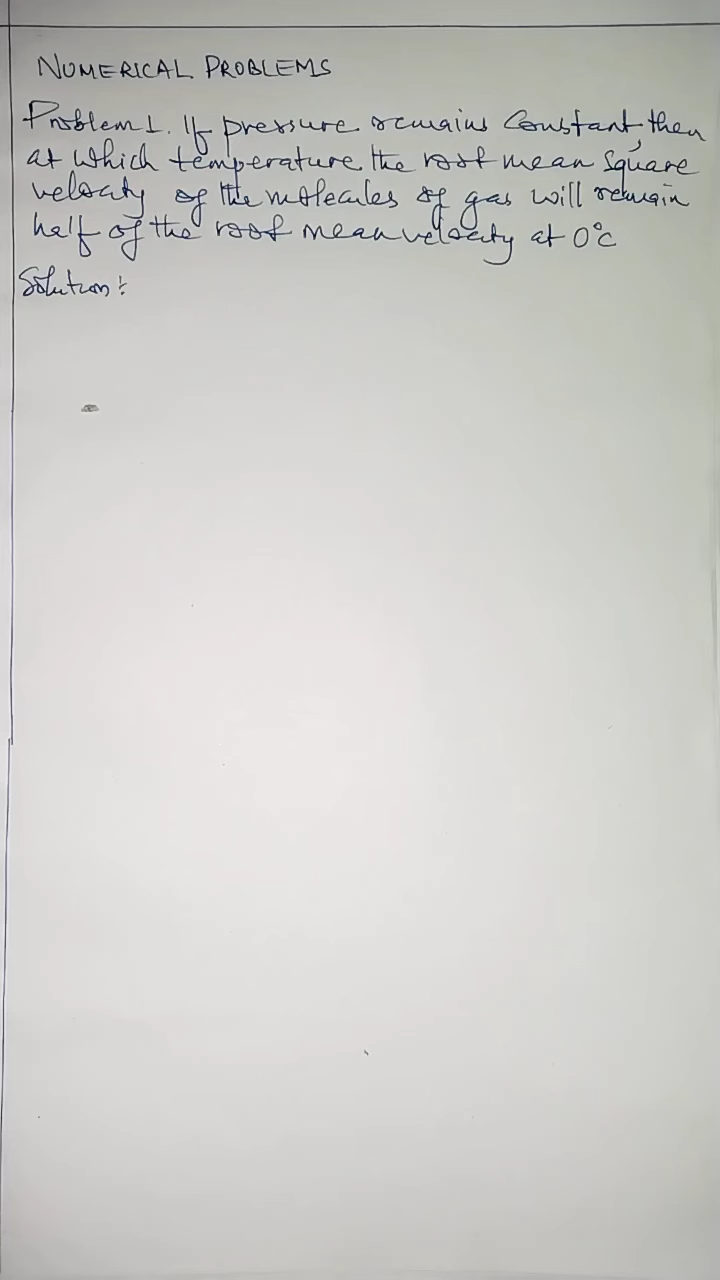 NUMERICAL PROBLEMS
Problem 1. If pressure remains constant, then
at which temperature the root mean square
velocity of the molecules of gas will remain
half of the root mean velocity at 0°C
Solution: